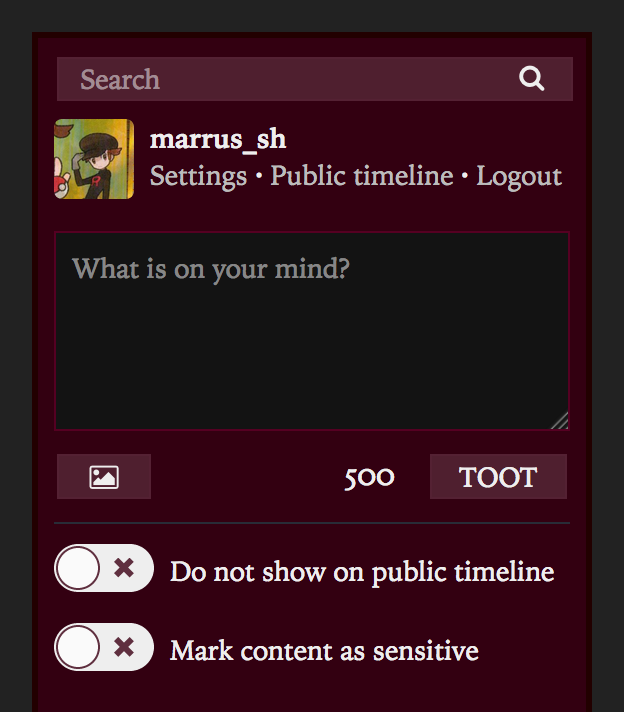 Search
marrus_sh
Settings • Public timeline • Logout
What is on your mind?
500 TOOT
Do not show on public timeline
Mark content as sensitive